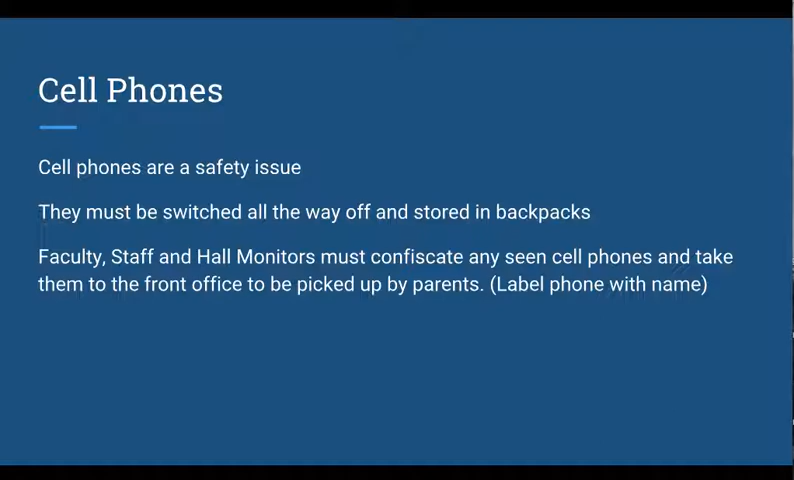 Cell Phones
Cell phones are a safety issue
They must be switched all the way off and stored in backpacks
Faculty, Staff and Hall Monitors must confiscate any seen cell phones and take
them to the front office to be picked up by parents. (Label phone with name)